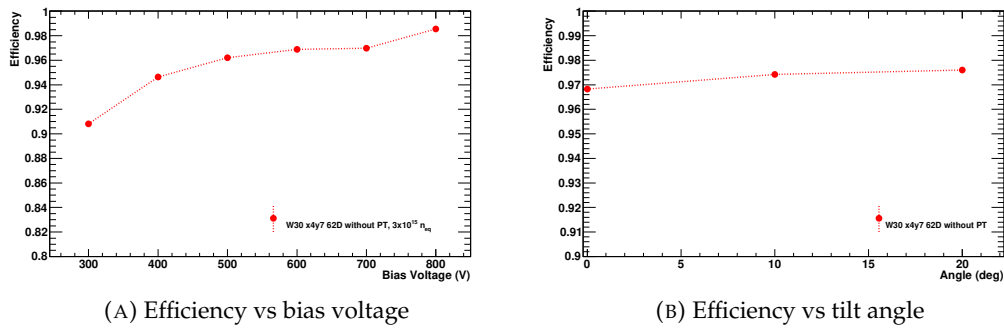 Efficiency
1
0.98
0.96
0.94
0.92
0.9
0.88
0.86
0.84
0.82
0.8
W30 x4y7 62D without PT, 3x10¹⁵ n_eq
300 400 500 600 700 800
Bias Voltage (V)
(A) Efficiency vs bias voltage
Efficiency
1
0.99
0.98
0.97
0.96
0.95
0.94
0.93
0.92
0.91
0.9
W30 x4y7 62D without PT
0 5 10 15 20
Angle (deg)
(B) Efficiency vs tilt angle